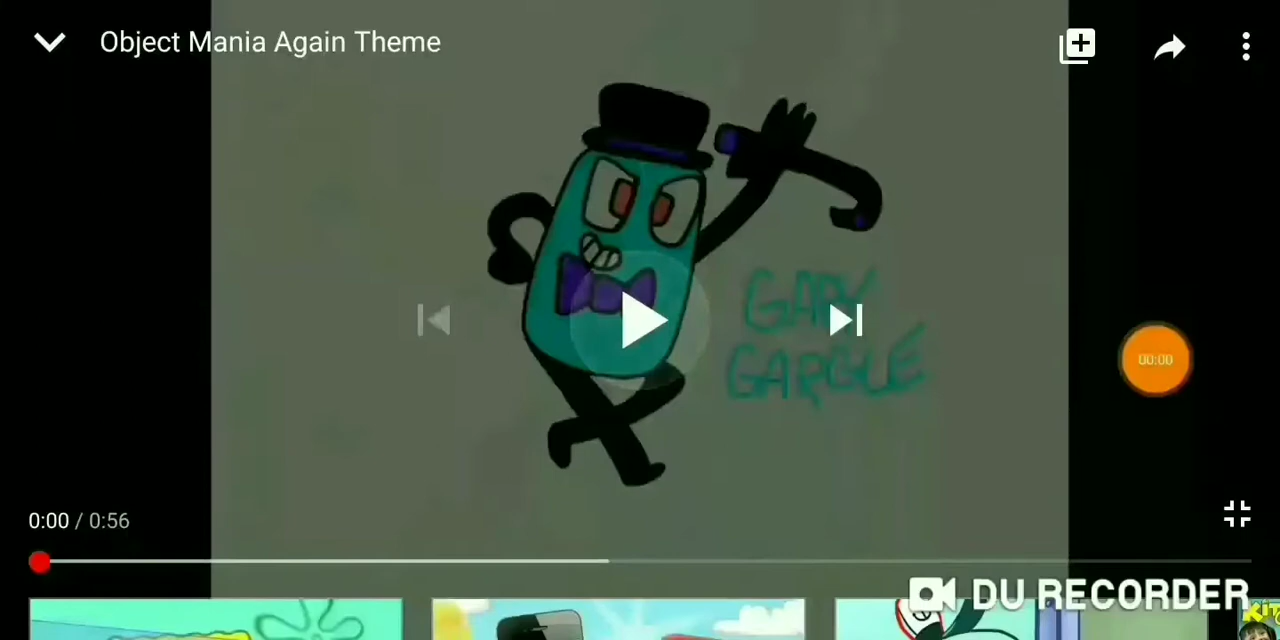 Object Mania Again Theme
GARY
GARGLE
00:00
0:00 / 0:56
DU RECORDER